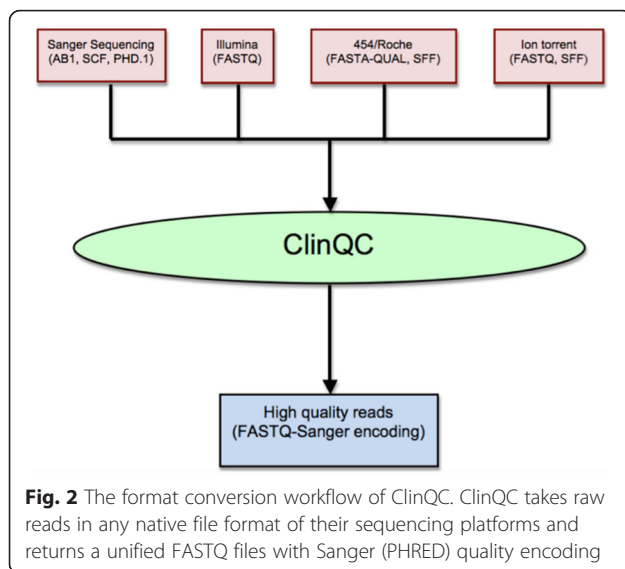 Sanger Sequencing
(AB1, SCF, PHD.1)
Illumina
(FASTQ)
454/Roche
(FASTA-QUAL, SFF)
Ion torrent
(FASTQ, SFF)
ClinQC
High quality reads
(FASTQ-Sanger encoding)
Fig. 2 The format conversion workflow of ClinQC. ClinQC takes raw
reads in any native file format of their sequencing platforms and
returns a unified FASTQ files with Sanger (PHRED) quality encoding